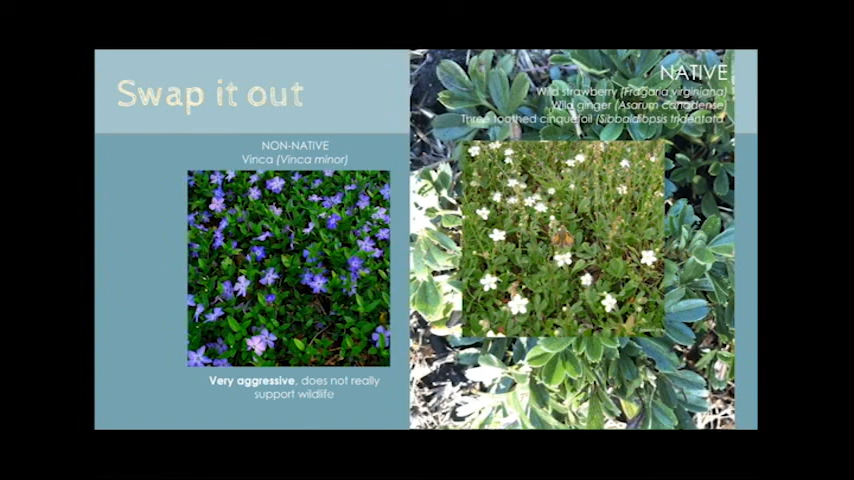 Swap it out
NON-NATIVE
Vinca (Vinca minor)
Very aggressive, does not really
support wildlife
NATIVE
Wild strawberry (Fragaria virginiana)
Wild ginger (Asarum canadense)
Three toothed cinquefoil (Sibbaldiopsis tridentata